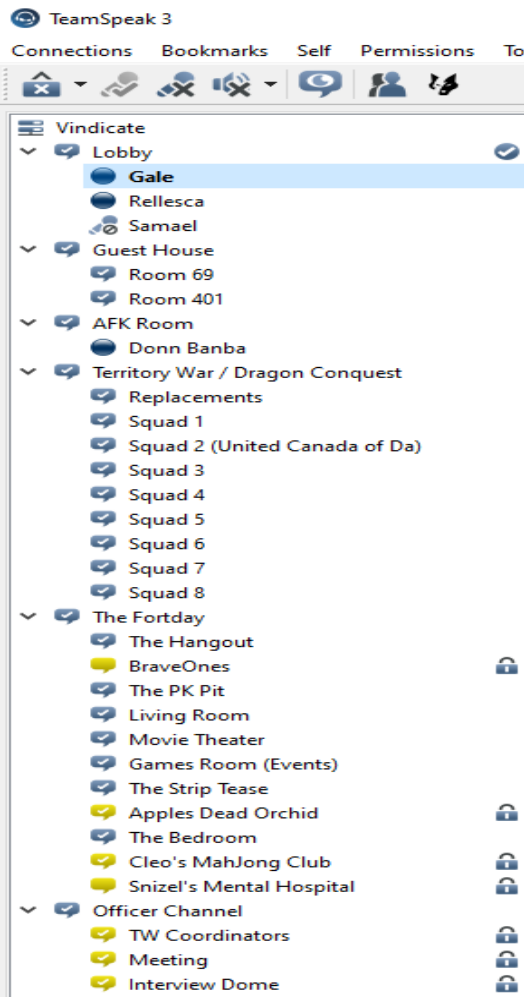 TeamSpeak 3
Connections Bookmarks Self Permissions To
Vindicate
Lobby
Gale
Rellesca
Samael
Guest House
Room 69
Room 401
AFK Room
Donn Banba
Territory War / Dragon Conquest
Replacements
Squad 1
Squad 2 (United Canada of Da)
Squad 3
Squad 4
Squad 5
Squad 6
Squad 7
Squad 8
The Fortday
The Hangout
BraveOnes
The PK Pit
Living Room
Movie Theater
Games Room (Events)
The Strip Tease
Apples Dead Orchid
The Bedroom
Cleo's MahJong Club
Snizel's Mental Hospital
Officer Channel
TW Coordinators
Meeting
Interview Dome